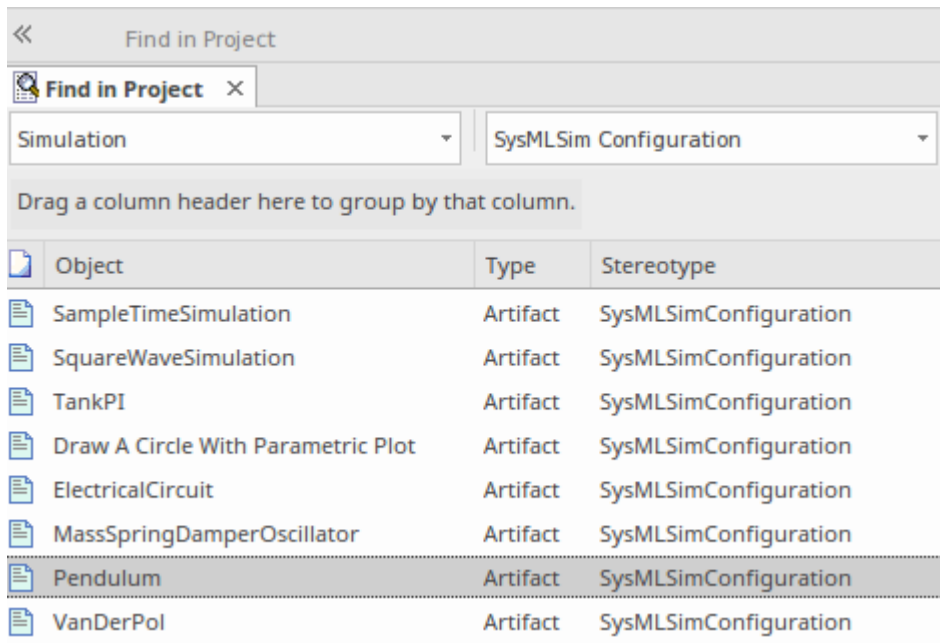 Find in Project
Find in Project
Simulation SysMLSim Configuration
Drag a column header here to group by that column.
Object Type Stereotype
SampleTimeSimulation Artifact SysMLSimConfiguration
SquareWaveSimulation Artifact SysMLSimConfiguration
TankPI Artifact SysMLSimConfiguration
Draw A Circle With Parametric Plot Artifact SysMLSimConfiguration
ElectricalCircuit Artifact SysMLSimConfiguration
MassSpringDamperOscillator Artifact SysMLSimConfiguration
Pendulum Artifact SysMLSimConfiguration
VanDerPol Artifact SysMLSimConfiguration